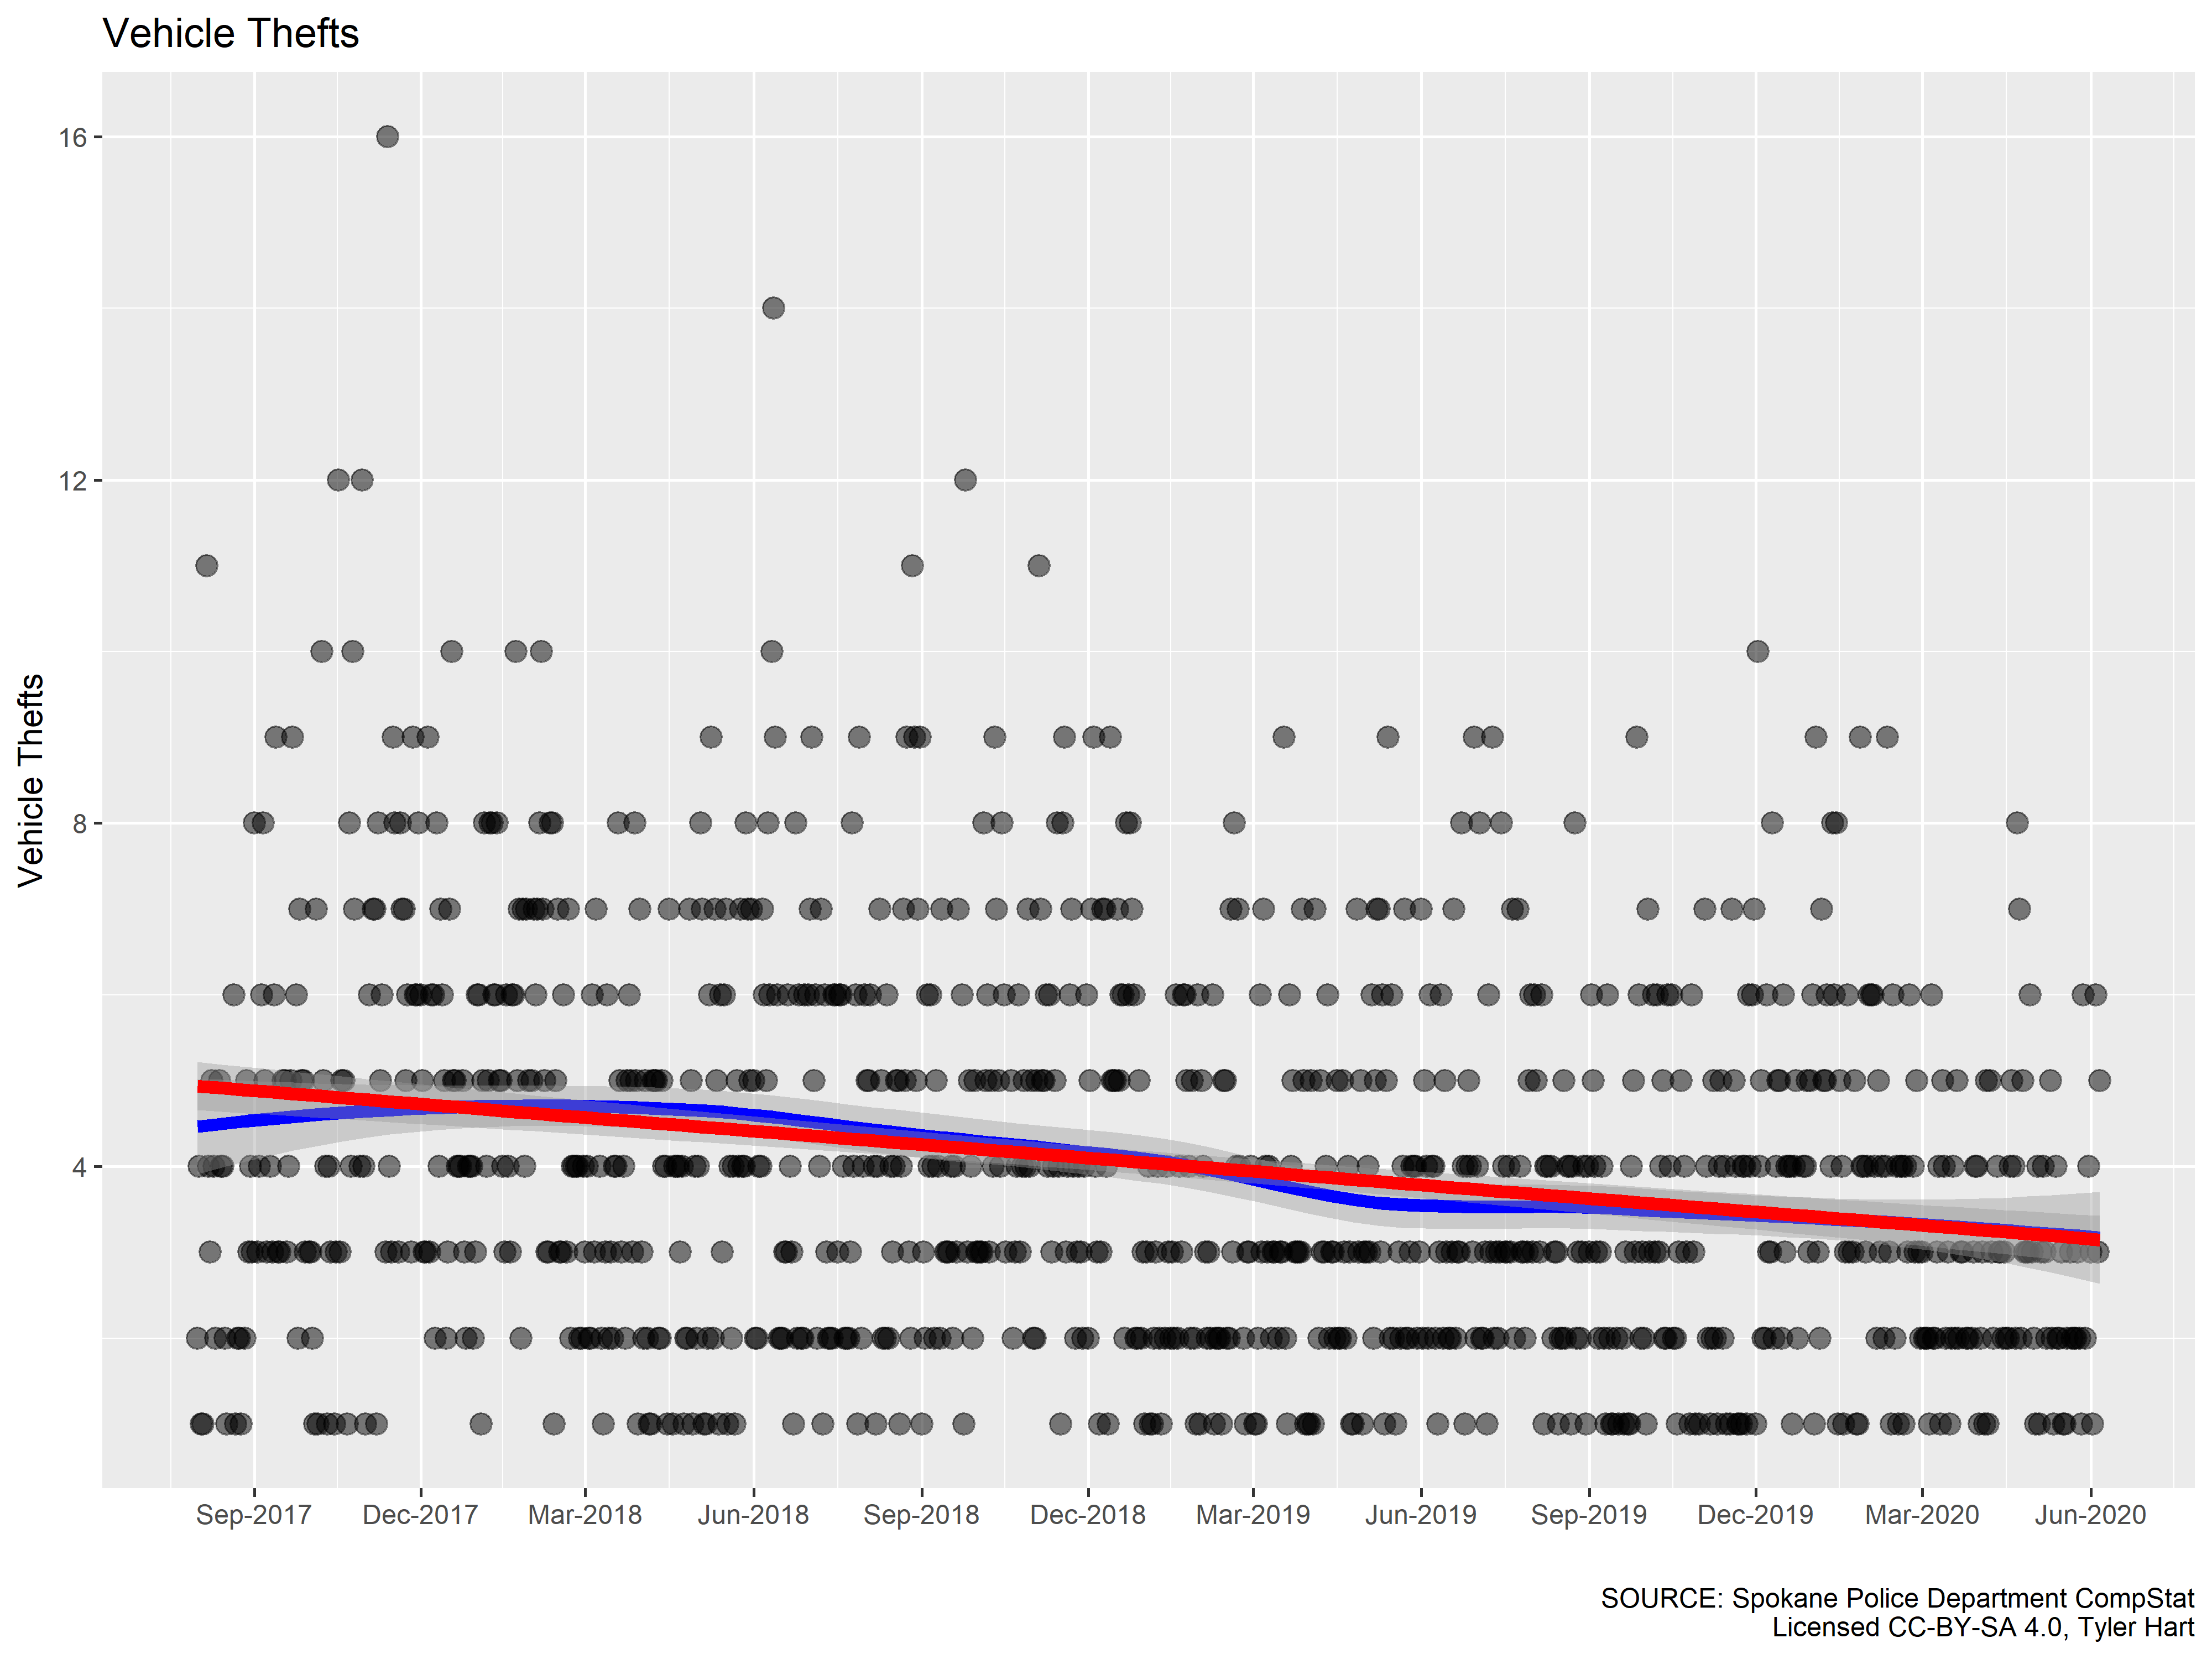 Vehicle Thefts
Vehicle Thefts
16
12
8
4
Sep-2017 Dec-2017 Mar-2018 Jun-2018 Sep-2018 Dec-2018 Mar-2019 Jun-2019 Sep-2019 Dec-2019 Mar-2020 Jun-2020
SOURCE: Spokane Police Department CompStat
Licensed CC-BY-SA 4.0, Tyler Hart